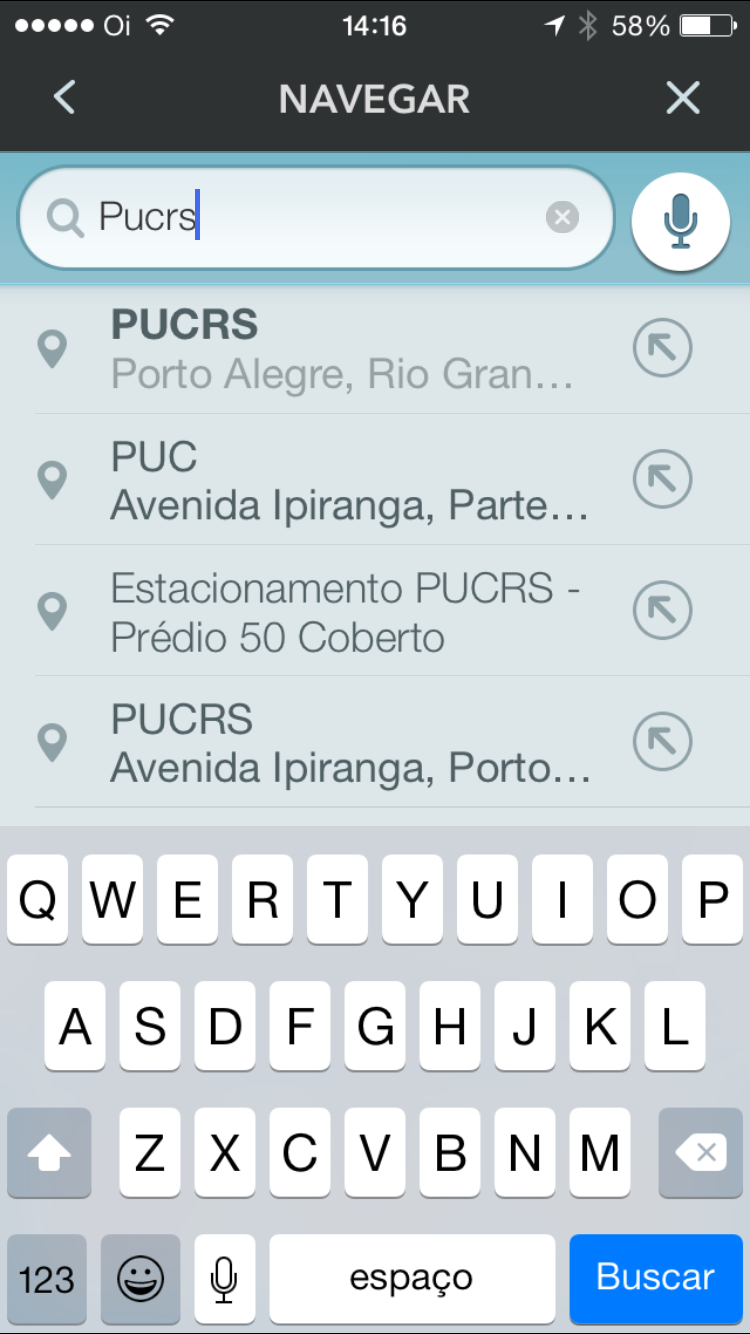 Oi 14:16 58%
NAVEGAR
Pucrs
PUCRS
Porto Alegre, Rio Gran...
PUC
Avenida Ipiranga, Parte...
Estacionamento PUCRS -
Prédio 50 Coberto
PUCRS
Avenida Ipiranga, Porto...
Q W E R T Y U I O P
A S D F G H J K L
Z X C V B N M
123 espaço Buscar